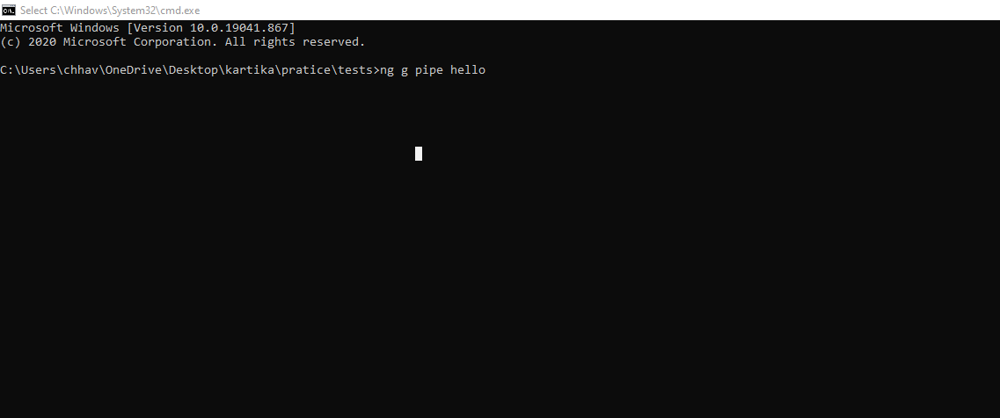 Select C:\Windows\System32\cmd.exe
Microsoft Windows [Version 10.0.19041.867]
(c) 2020 Microsoft Corporation. All rights reserved.
C:\Users\chhav\OneDrive\Desktop\kartika\pratice\tests>ng g pipe hello